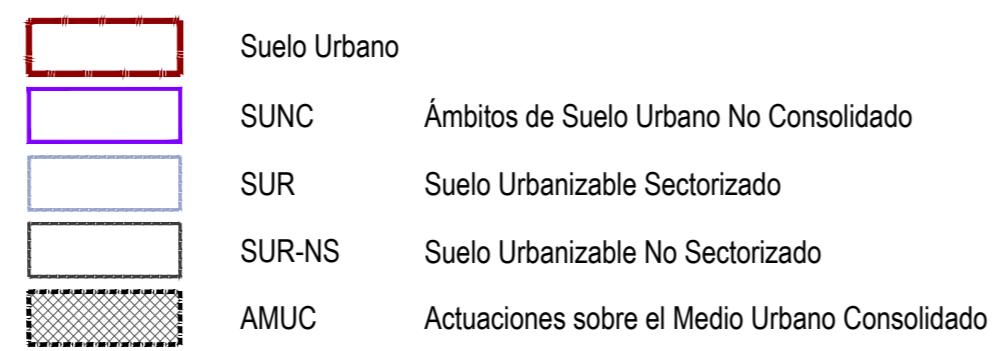 Suelo Urbano
SUNC Ámbitos de Suelo Urbano No Consolidado
SUR Suelo Urbanizable Sectorizado
SUR-NS Suelo Urbanizable No Sectorizado
AMUC Actuaciones sobre el Medio Urbano Consolidado